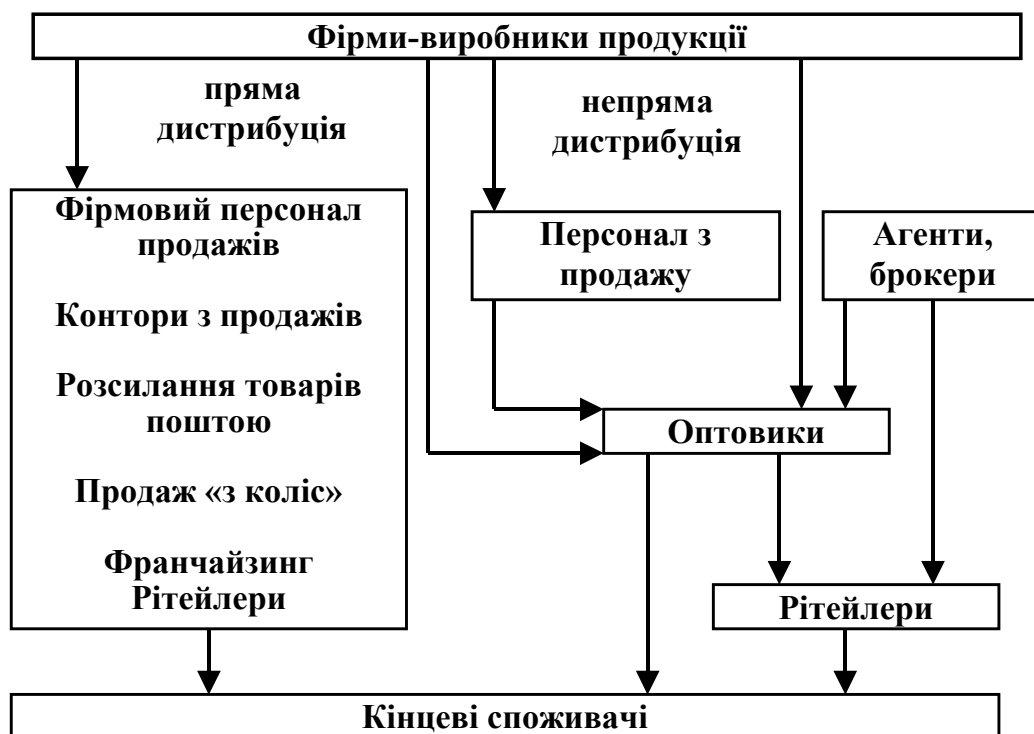 Фірми-виробники продукції
пряма
дистрибуція
непряма
дистрибуція
Фірмовий персонал
продажів
Контори з продажів
Розсилання товарів
поштою
Продаж «з коліс»
Франчайзинг
Рітейлери
Персонал з
продажу
Агенти,
брокери
Оптовики
Рітейлери
Кінцеві споживачі